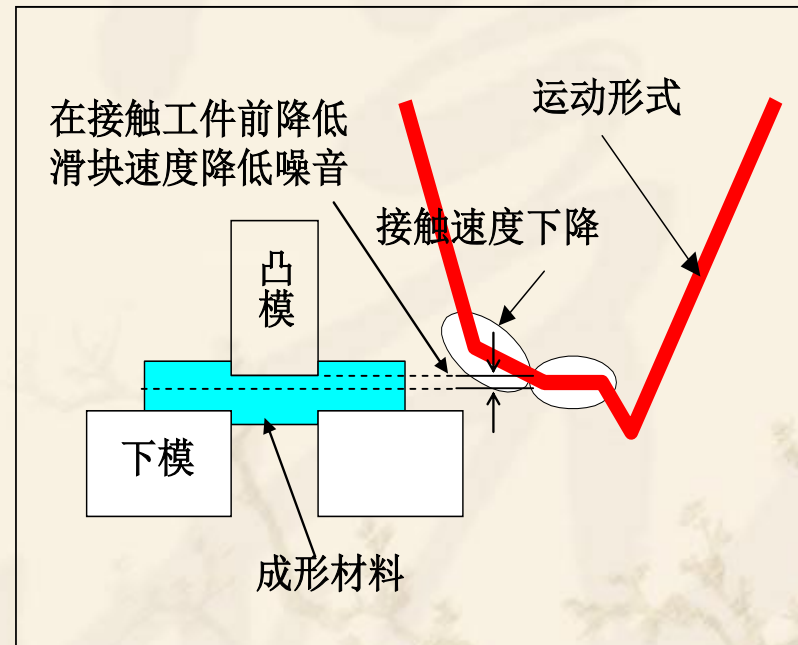 在接触工件前降低
滑块速度降低噪音
运动形式
接触速度下降
凸
模
下模
成形材料